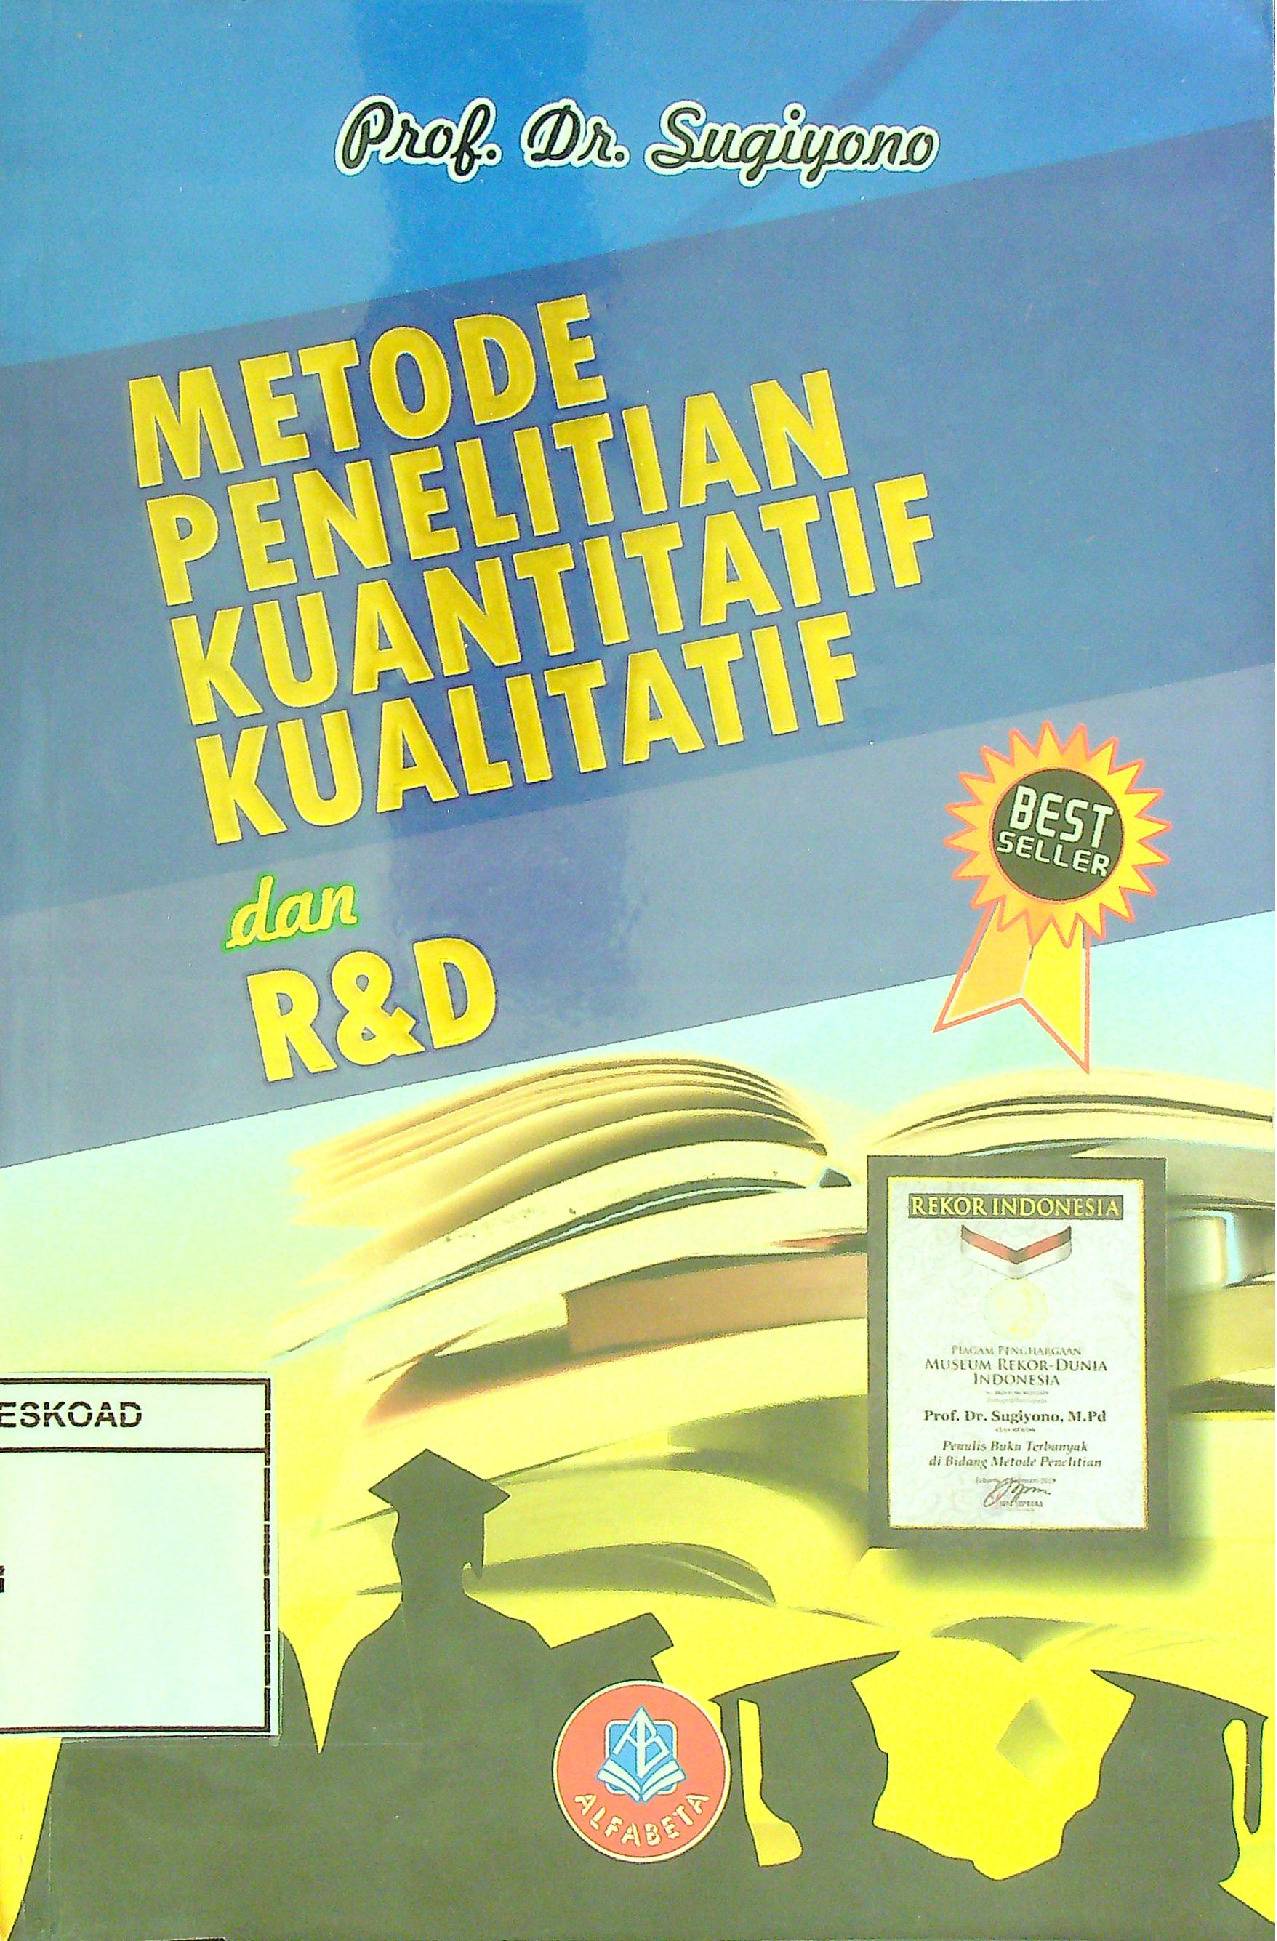 Prof. Dr. Sugiyono
METODE
PENELITIAN
KUANTITATIF
KUALITATIF
dan
R&D
BEST
SELLER
REKOR INDONESIA
PIAGAM PENGHARGAAN
MUSEUM REKOR-DUNIA
INDONESIA
Prof. Dr. Sugiyono, M.Pd
Penulis Buku Terbanyak
di Bidang Metode Penelitian
ESKOAD
AB
ALFABETA